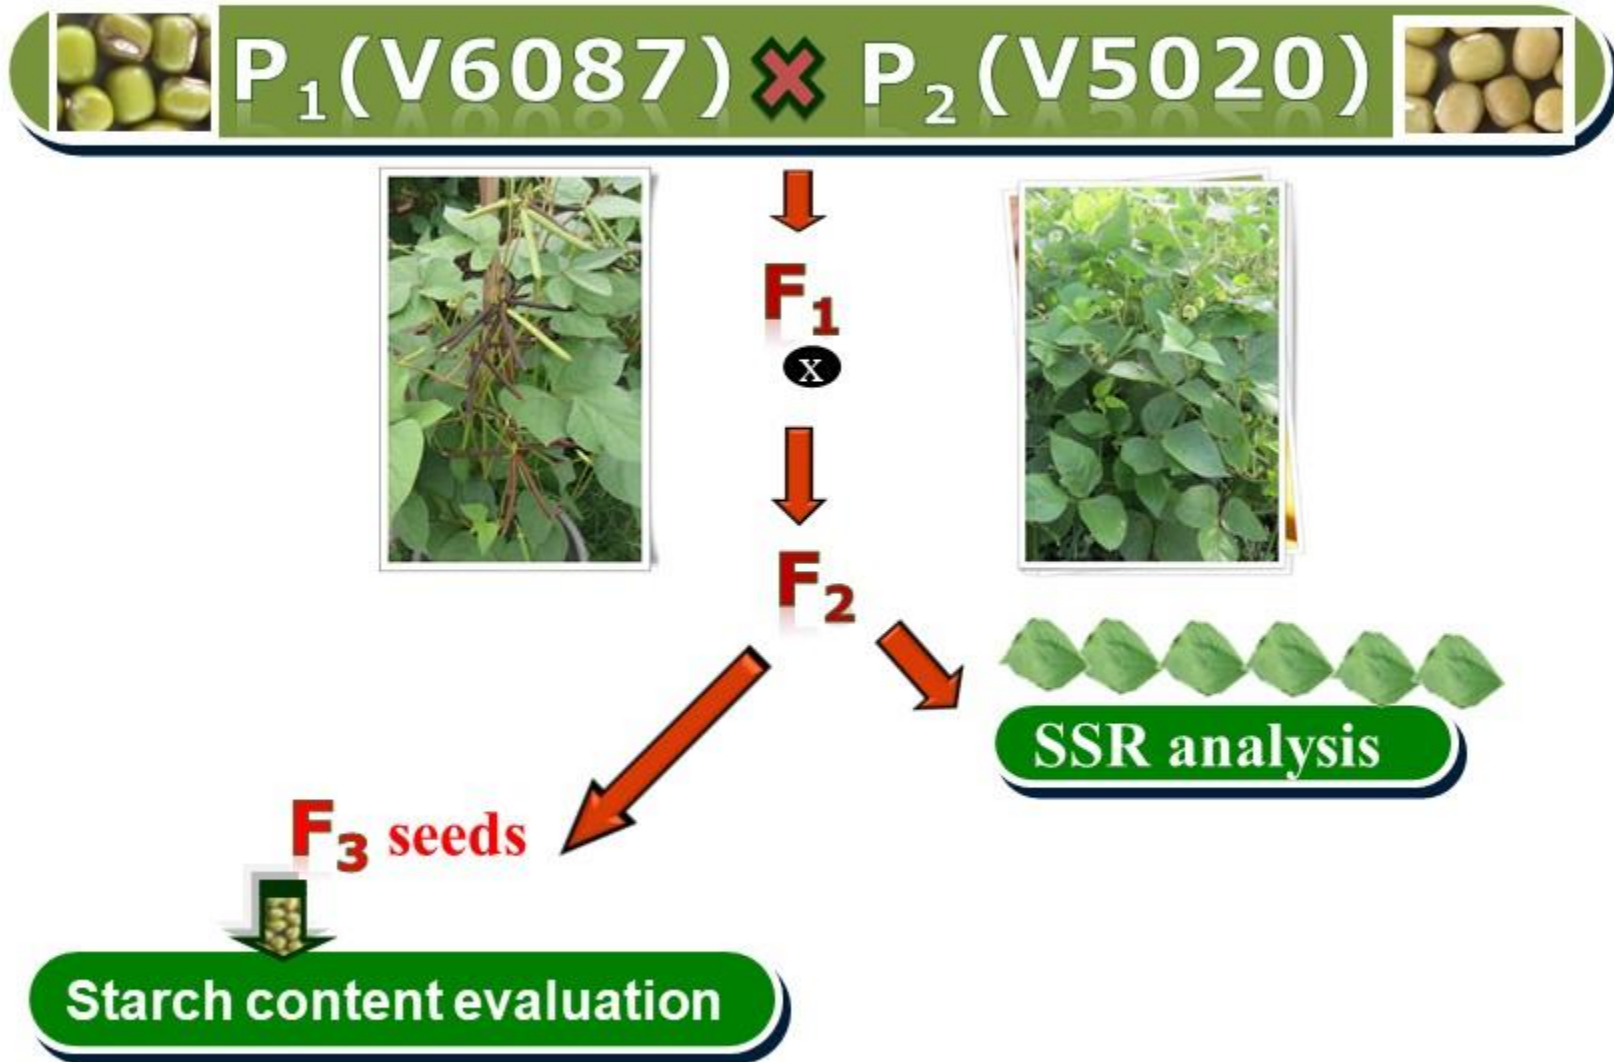 P₁(V6087) ✖ P₂(V5020)
F₁
x
F₂
SSR analysis
F₃ seeds
Starch content evaluation